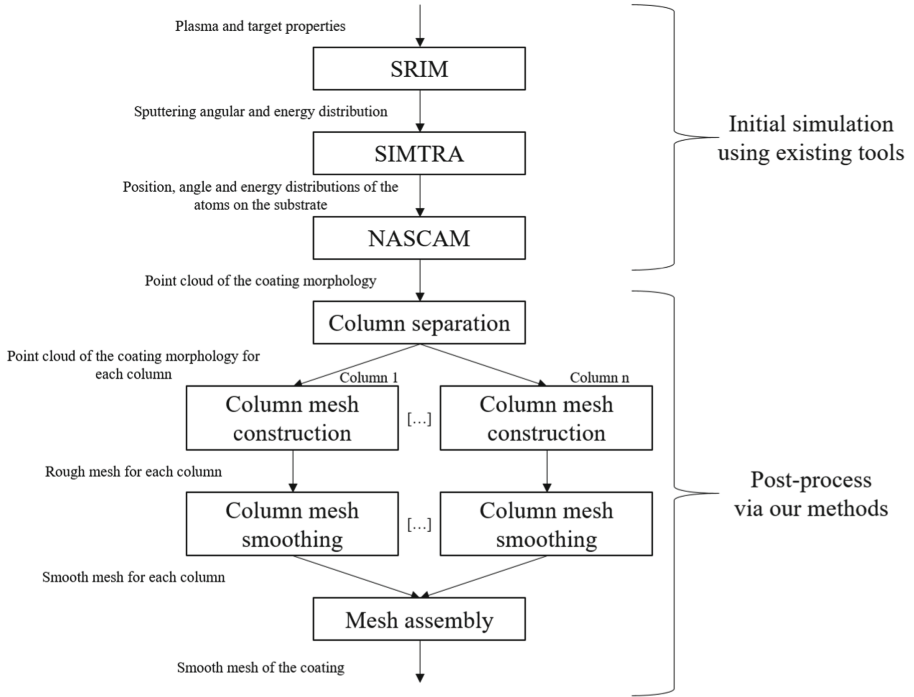 Plasma and target properties
SRIM
Sputtering angular and energy distribution
SIMTRA
Initial simulation
using existing tools
Position, angle and energy distributions of the
atoms on the substrate
NASCAM
Point cloud of the coating morphology
Column separation
Point cloud of the coating morphology for
each column
Column 1
Column n
Column mesh
construction
[...]
Column mesh
construction
Rough mesh for each column
Post-process
via our methods
Column mesh
smoothing
[...]
Column mesh
smoothing
Smooth mesh for each column
Mesh assembly
Smooth mesh of the coating